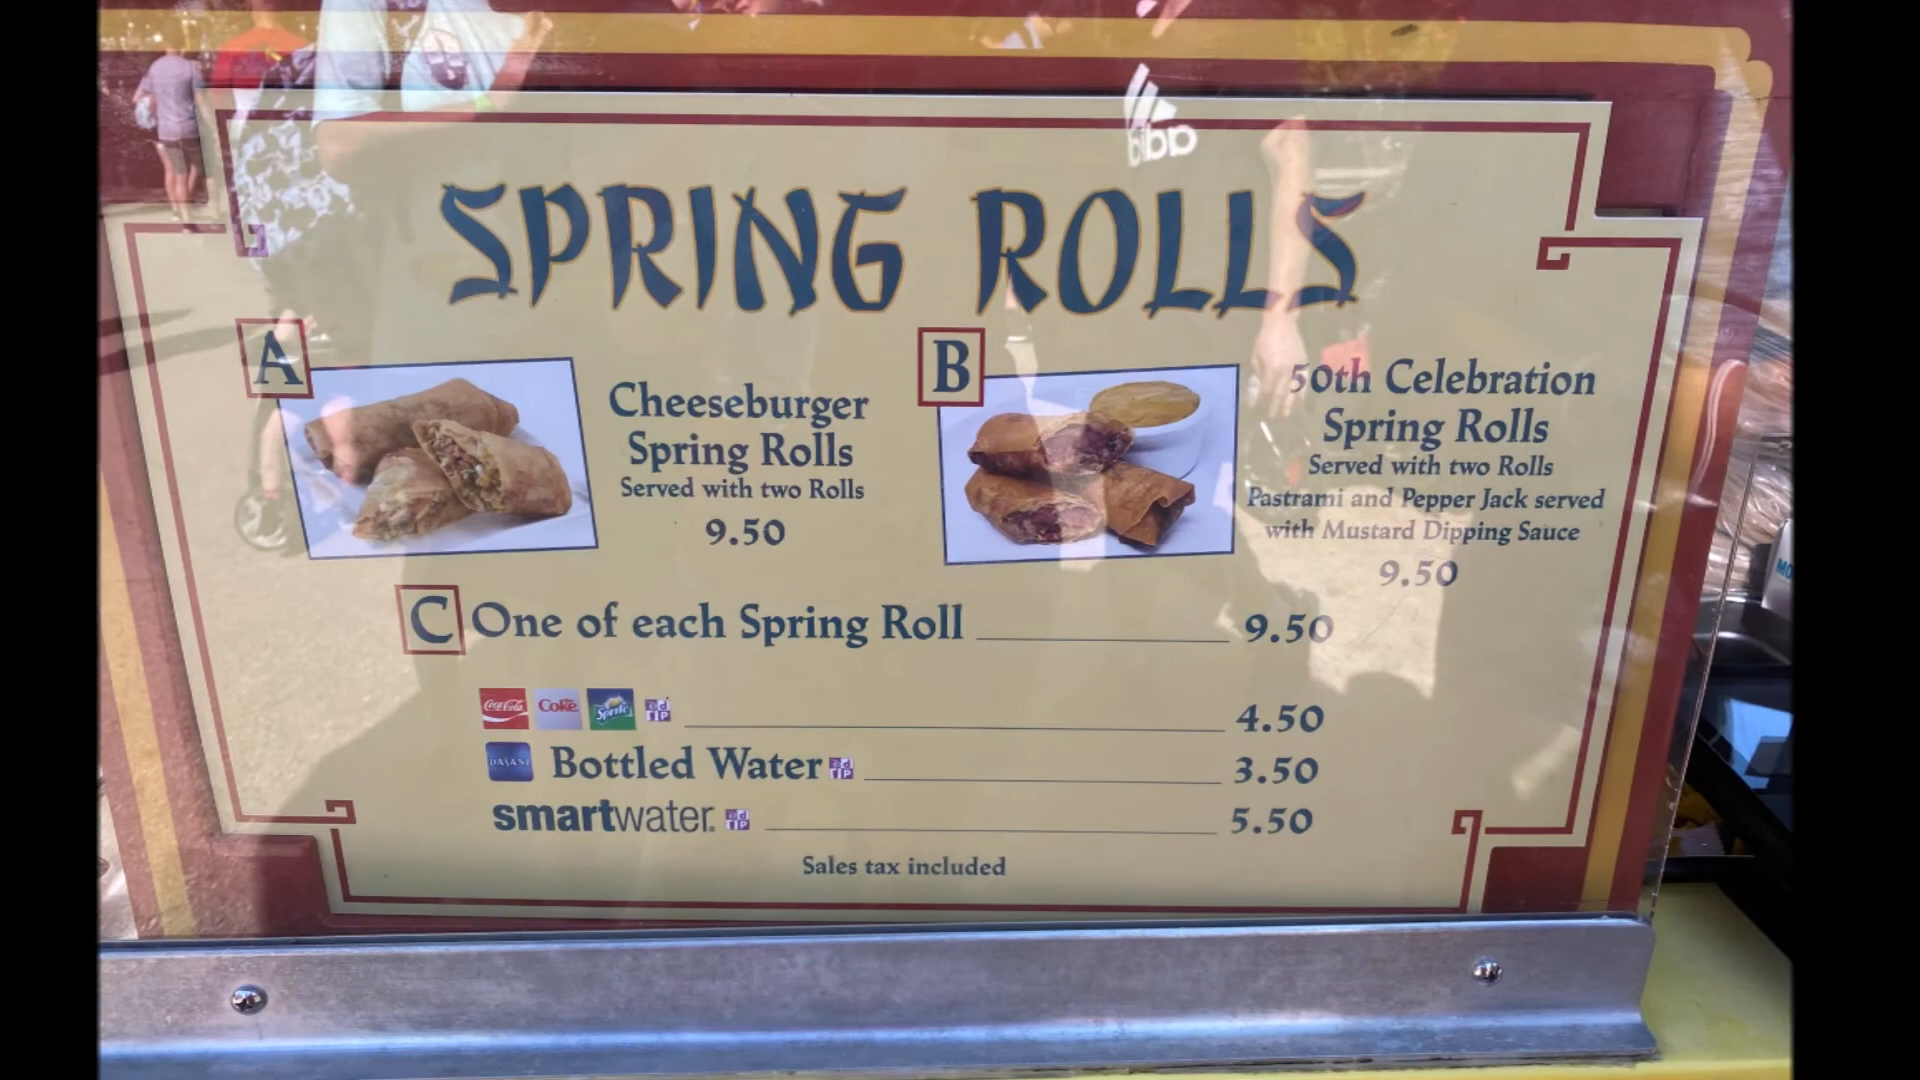 SPRING ROLLS
A
Cheeseburger
Spring Rolls
Served with two Rolls
9.50
B
50th Celebration
Spring Rolls
Served with two Rolls
Pastrami and Pepper Jack served
with Mustard Dipping Sauce
9.50
C One of each Spring Roll 9.50
Coca-Cola Coke Sprite 4.50
DASANI Bottled Water 3.50
smartwater. 5.50
Sales tax included